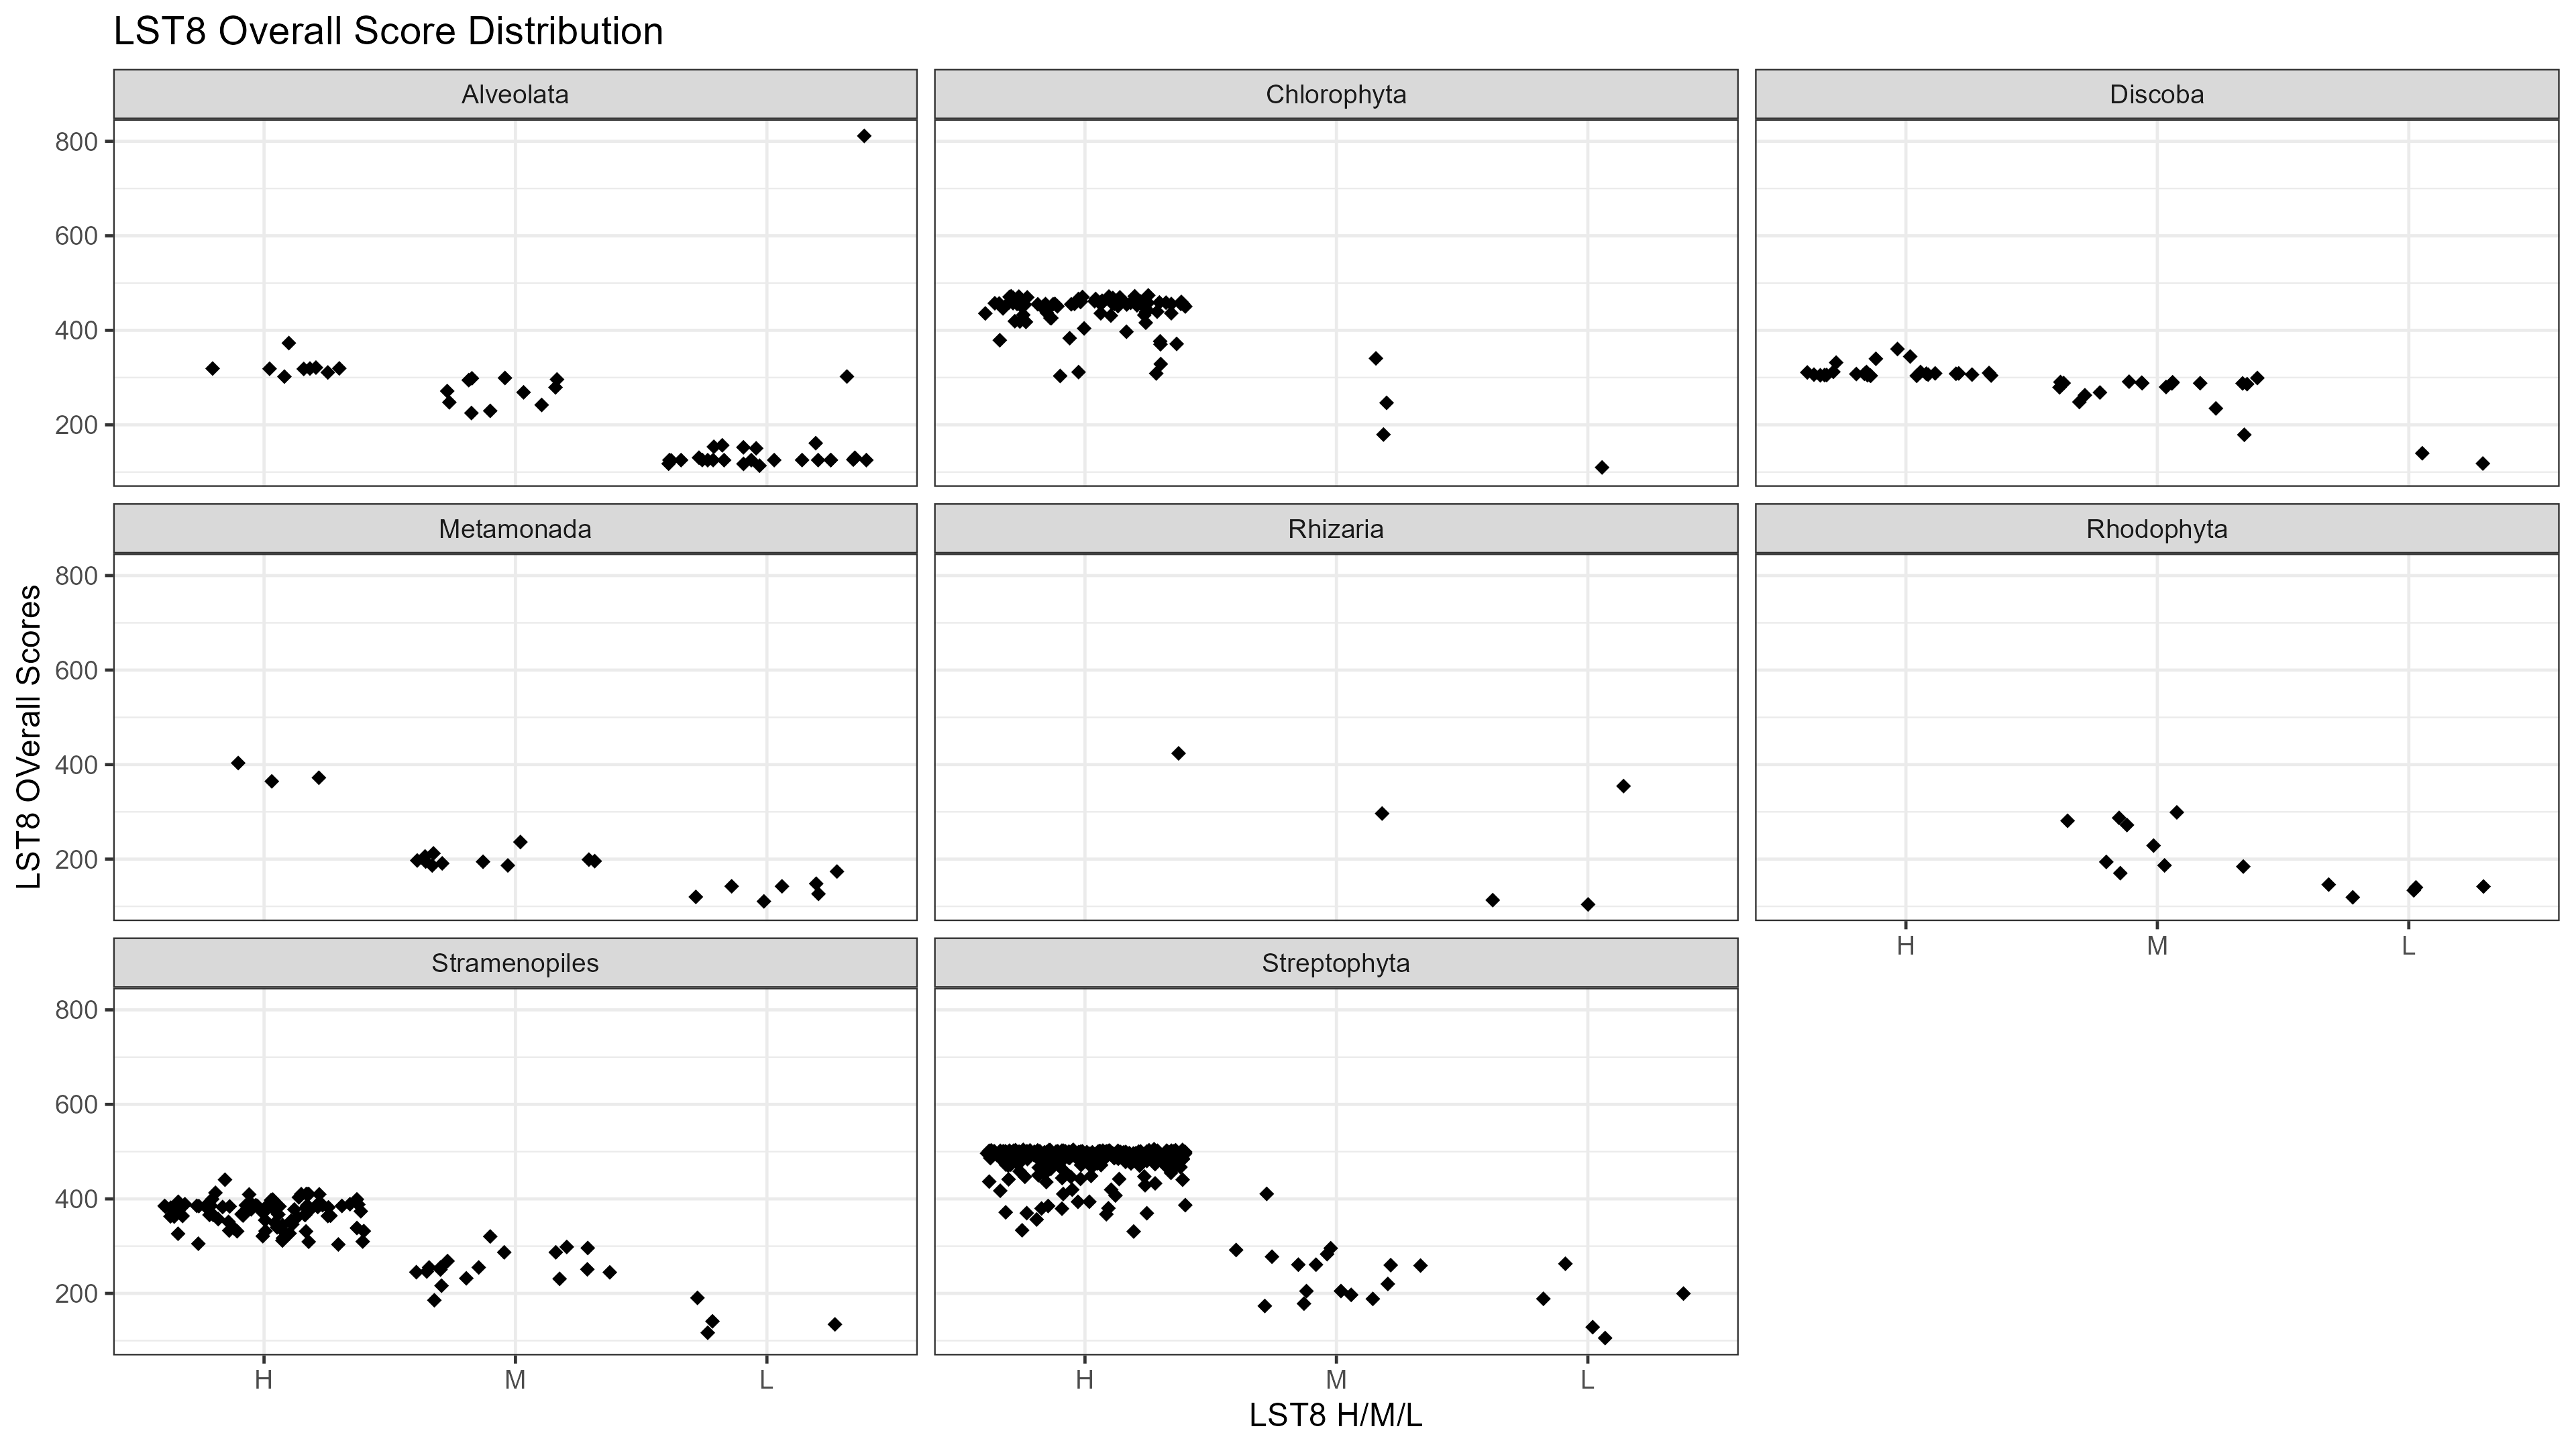 LST8 Overall Score Distribution
Alveolata
Chlorophyta
Discoba
800
600
400
200
Metamonada
Rhizaria
Rhodophyta
800
600
400
200
H
M
L
Stramenopiles
Streptophyta
800
600
400
200
H
M
L
H
M
L
LST8 H/M/L
LST8 OVerall Scores